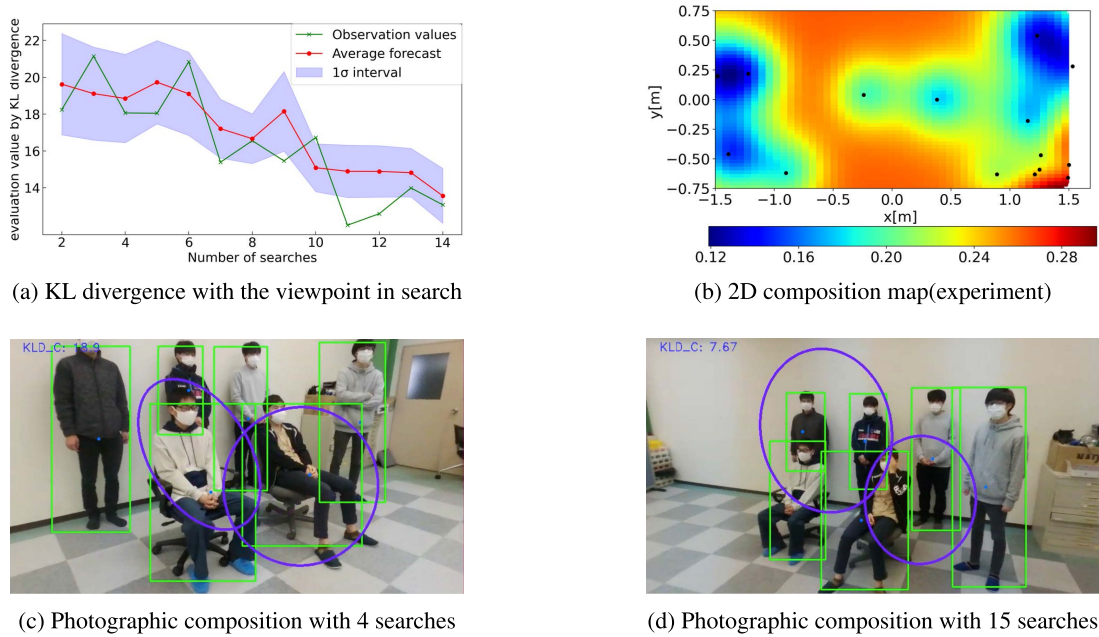 22
20
18
16
14
2 4 6 8 10 12 14
evaluation value by KL divergence
Number of searches
Observation values
Average forecast
1σ interval
(a) KL divergence with the viewpoint in search
0.75
0.50
0.25
0.00
−0.25
−0.50
−0.75
y[m]
−1.5 −1.0 −0.5 0.0 0.5 1.0 1.5
x[m]
0.12 0.16 0.20 0.24 0.28
(b) 2D composition map(experiment)
KLD_C: 18.9
(c) Photographic composition with 4 searches
KLD_C: 7.67
(d) Photographic composition with 15 searches